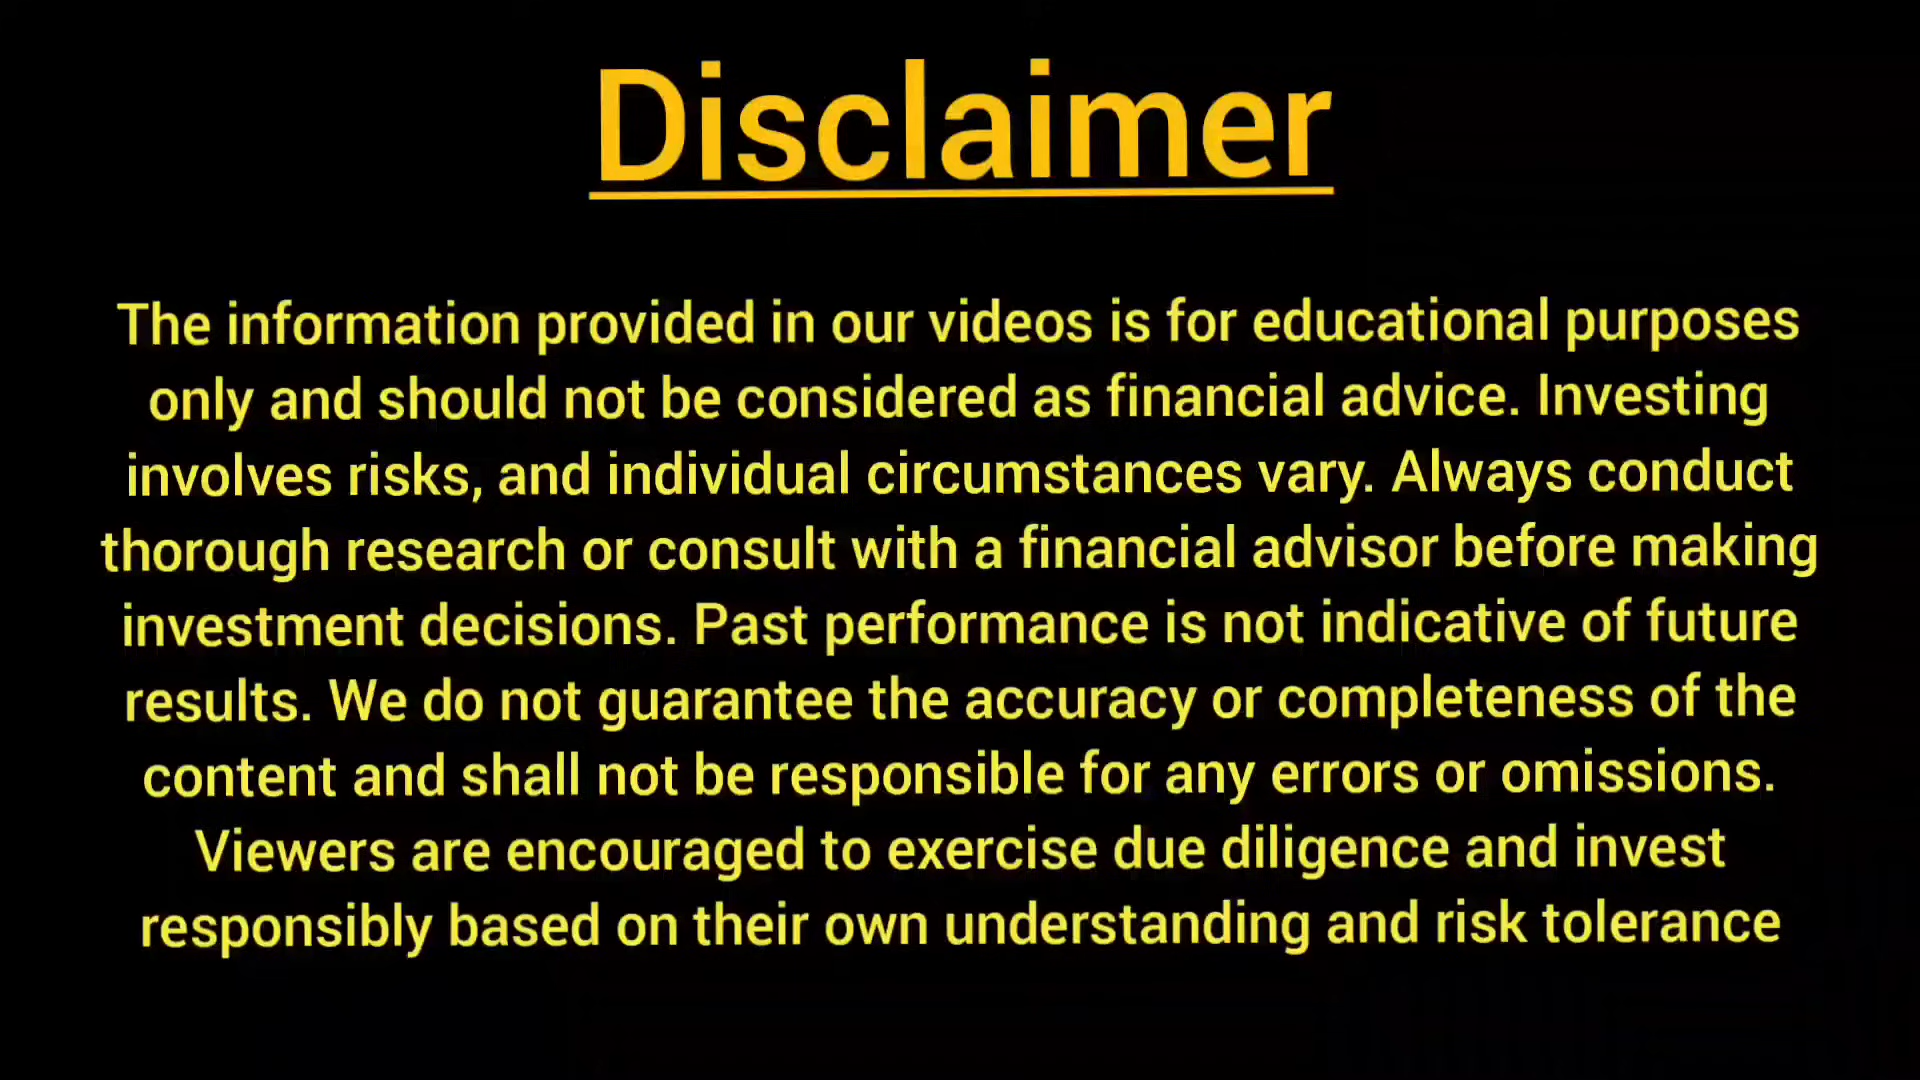 Disclaimer
The information provided in our videos is for educational purposes
only and should not be considered as financial advice. Investing
involves risks, and individual circumstances vary. Always conduct
thorough research or consult with a financial advisor before making
investment decisions. Past performance is not indicative of future
results. We do not guarantee the accuracy or completeness of the
content and shall not be responsible for any errors or omissions.
Viewers are encouraged to exercise due diligence and invest
responsibly based on their own understanding and risk tolerance